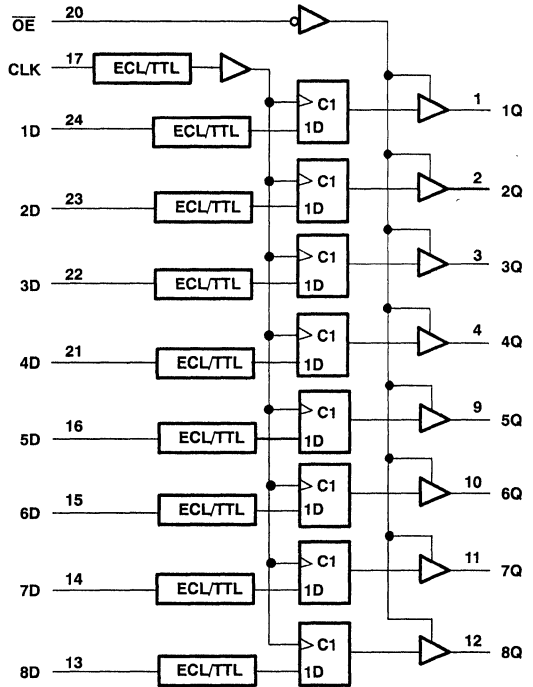 OE 20
CLK 17 ECL/TTL
C1 1 1Q
1D 24 ECL/TTL 1D
C1 2 2Q
2D 23 ECL/TTL 1D
C1 3 3Q
3D 22 ECL/TTL 1D
C1 4 4Q
4D 21 ECL/TTL 1D
C1 9 5Q
5D 16 ECL/TTL 1D
C1 10 6Q
6D 15 ECL/TTL 1D
C1 11 7Q
7D 14 ECL/TTL 1D
C1 12 8Q
8D 13 ECL/TTL 1D